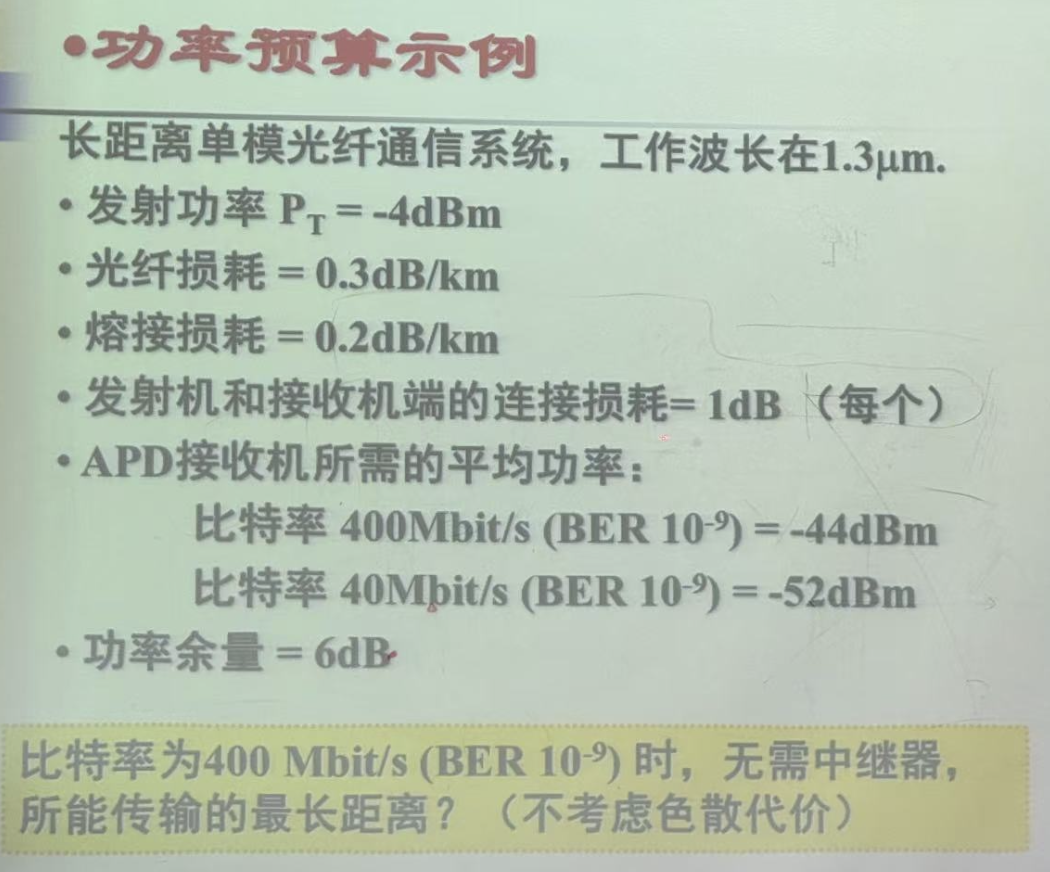 •功率预算示例
长距离单模光纤通信系统，工作波长在1.3μm.
• 发射功率 P_T = -4dBm
• 光纤损耗 = 0.3dB/km
• 熔接损耗 = 0.2dB/km
• 发射机和接收机端的连接损耗= 1dB （每个）
• APD接收机所需的平均功率：
比特率 400Mbit/s (BER 10⁻⁹) = -44dBm
比特率 40Mbit/s (BER 10⁻⁹) = -52dBm
• 功率余量 = 6dB
比特率为400 Mbit/s (BER 10⁻⁹) 时，无需中继器，
所能传输的最长距离？（不考虑色散代价）